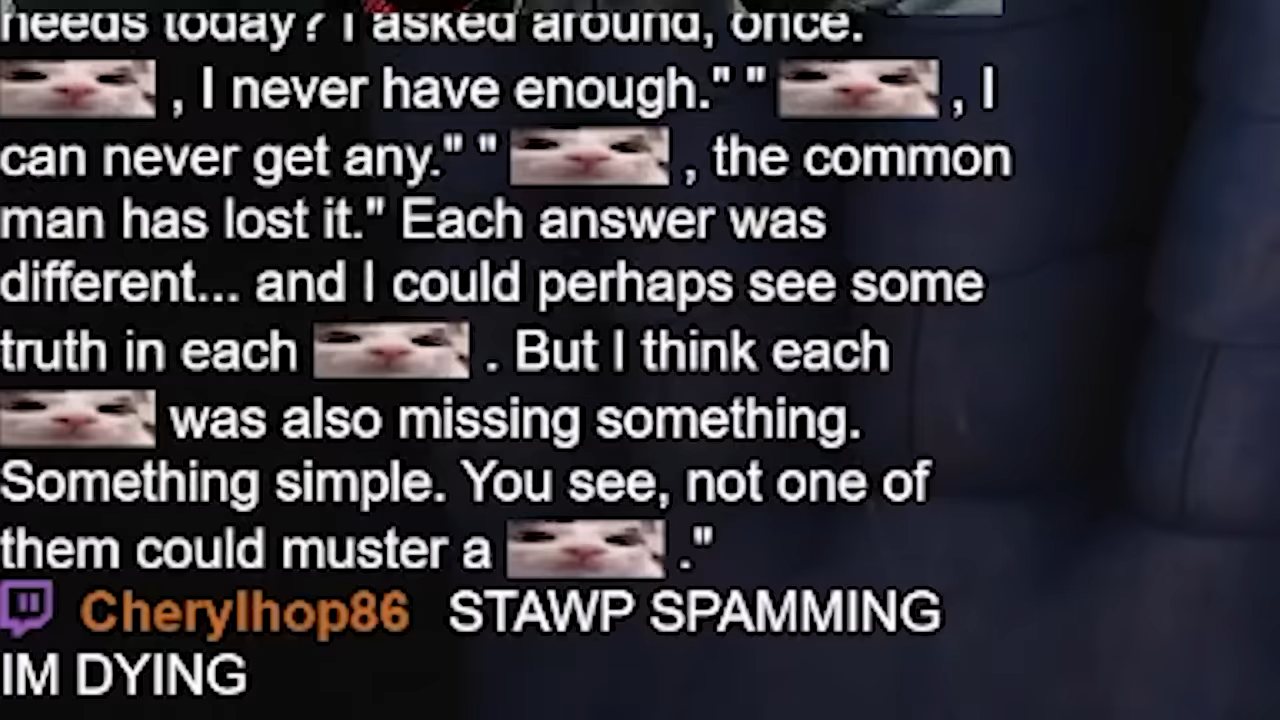 needs today? I asked around, once.
, I never have enough." " , I
can never get any." " , the common
man has lost it." Each answer was
different... and I could perhaps see some
truth in each . But I think each
was also missing something.
Something simple. You see, not one of
them could muster a ."
Cherylhop86 STAWP SPAMMING
IM DYING